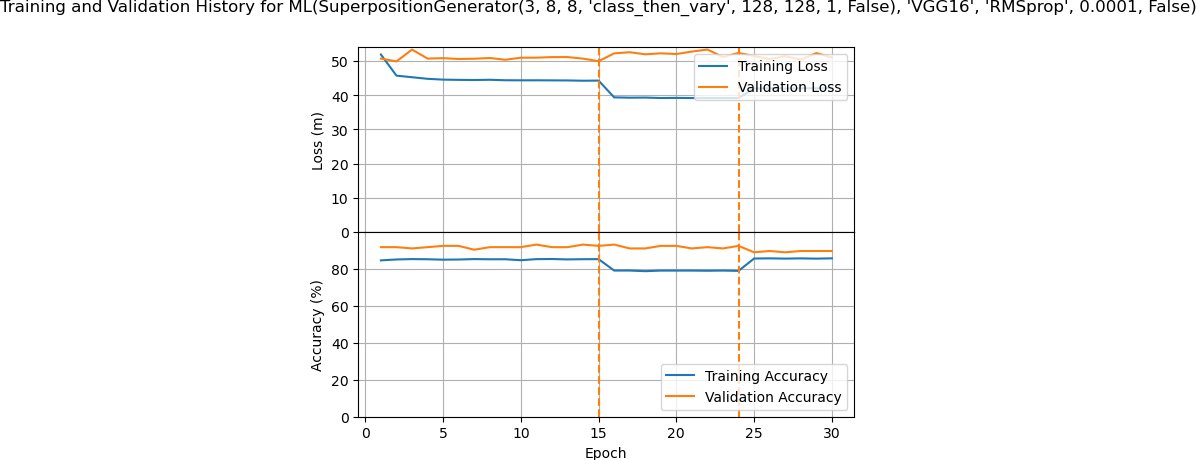 Training and Validation History for ML(SuperpositionGenerator(3, 8, 8, 'class_then_vary', 128, 128, 1, False), 'VGG16', 'RMSprop', 0.0001, False)
50
40
30
20
10
0
Loss (m)
Training Loss
Validation Loss
80
60
40
20
0
Accuracy (%)
Training Accuracy
Validation Accuracy
0 5 10 15 20 25 30
Epoch